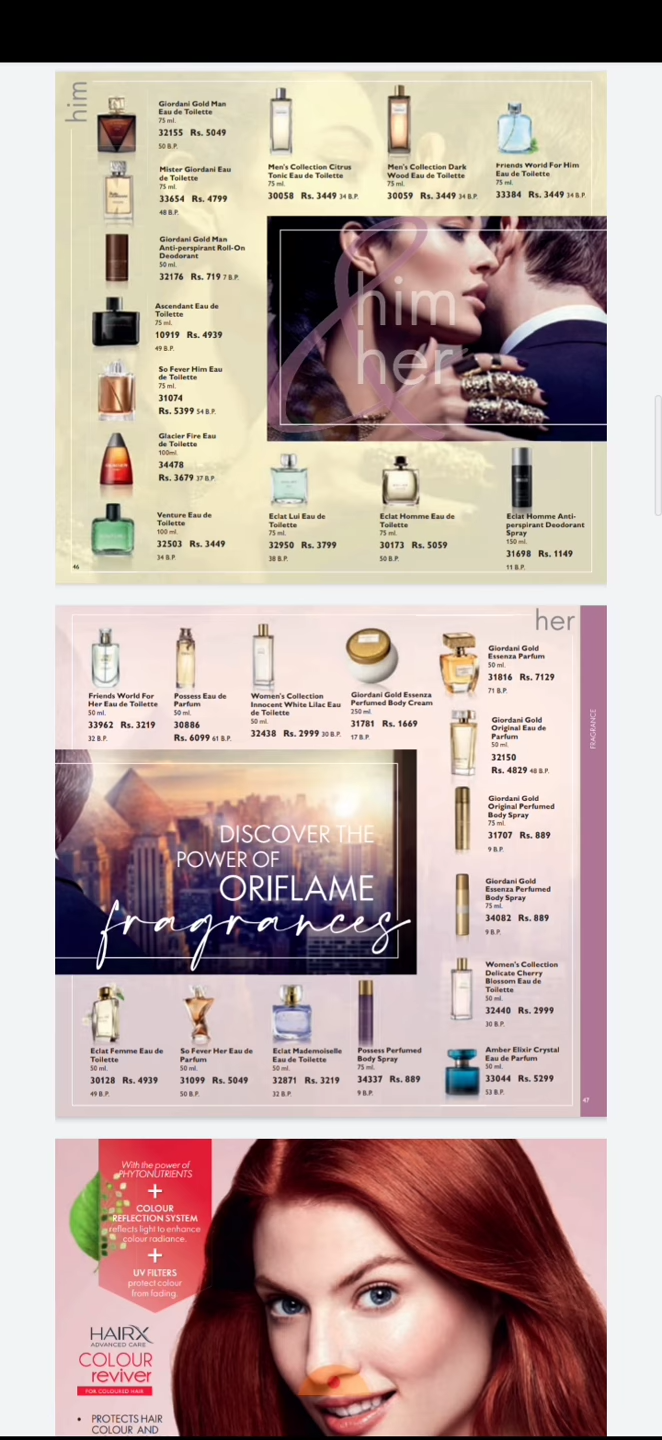 him
Giordani Gold Man
Eau de Toilette
75 ml.
32155 Rs. 5049
50 B.P.
Mister Giordani Eau
de Toilette
75 ml.
33654 Rs. 4799
48 B.P.
Giordani Gold Man
Anti-perspirant Roll-On
Deodorant
50 ml.
32176 Rs. 719 7 B.P.
Ascendant Eau de
Toilette
75 ml.
10919 Rs. 4939
49 B.P.
So Fever Him Eau
de Toilette
75 ml.
31074
Rs. 5399 54 B.P.
Glacier Fire Eau
de Toilette
100ml.
34478
Rs. 3679 37 B.P.
Venture Eau de
Toilette
100 ml.
32503 Rs. 3449
34 B.P.
46
Men's Collection Citrus
Tonic Eau de Toilette
75 ml.
30058 Rs. 3449 34 B.P.
Men's Collection Dark
Wood Eau de Toilette
75 ml.
30059 Rs. 3449 34 B.P.
Friends World For Him
Eau de Toilette
75 ml.
33384 Rs. 3449 34 B.P.
him
&
her
Eclat Lui Eau de
Toilette
75 ml.
32950 Rs. 3799
38 B.P.
Eclat Homme Eau de
Toilette
75 ml.
30173 Rs. 5059
50 B.P.
Eclat Homme Anti-
perspirant Deodorant
Spray
150 ml.
31698 Rs. 1149
11 B.P.
her
Friends World For
Her Eau de Toilette
50 ml.
33962 Rs. 3219
32 B.P.
Possess Eau de
Parfum
50 ml.
30886
Rs. 6099 61 B.P.
Women's Collection
Innocent White Lilac Eau
de Toilette
50 ml.
32438 Rs. 2999 30 B.P.
Giordani Gold Essenza
Perfumed Body Cream
250 ml.
31781 Rs. 1669
17 B.P.
Giordani Gold
Essenza Parfum
50 ml.
31816 Rs. 7129
71 B.P.
Giordani Gold
Original Eau de
Parfum
50 ml.
32150
Rs. 4829 48 B.P.
Giordani Gold
Original Perfumed
Body Spray
75 ml.
31707 Rs. 889
9 B.P.
Giordani Gold
Essenza Perfumed
Body Spray
75 ml.
34082 Rs. 889
9 B.P.
Women's Collection
Delicate Cherry
Blossom Eau de
Toilette
50 ml.
32440 Rs. 2999
30 B.P.
Amber Elixir Crystal
Eau de Parfum
50 ml.
33044 Rs. 5299
53 B.P.
FRAGRANCE
47
DISCOVER THE
POWER OF
ORIFLAME
fragrances
Eclat Femme Eau de
Toilette
50 ml.
30128 Rs. 4939
49 B.P.
So Fever Her Eau de
Parfum
50 ml.
31099 Rs. 5049
50 B.P.
Eclat Mademoiselle
Eau de Toilette
50 ml.
32871 Rs. 3219
32 B.P.
Possess Perfumed
Body Spray
75 ml.
34337 Rs. 889
9 B.P.
With the power of
PHYTONUTRIENTS
+
COLOUR
REFLECTION SYSTEM
reflects light to enhance
colour radiance.
+
UV FILTERS
protect colour
from fading.
HAIRX
ADVANCED CARE
COLOUR
reviver
FOR COLOURED HAIR
• PROTECTS HAIR
COLOUR AND